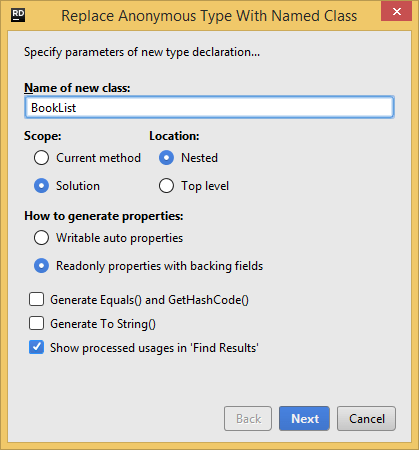 RD Replace Anonymous Type With Named Class
Specify parameters of new type declaration...
Name of new class:
BookList
Scope: Location:
Current method Nested
Solution Top level
How to generate properties:
Writable auto properties
Readonly properties with backing fields
Generate Equals() and GetHashCode()
Generate To String()
Show processed usages in 'Find Results'
Back Next Cancel